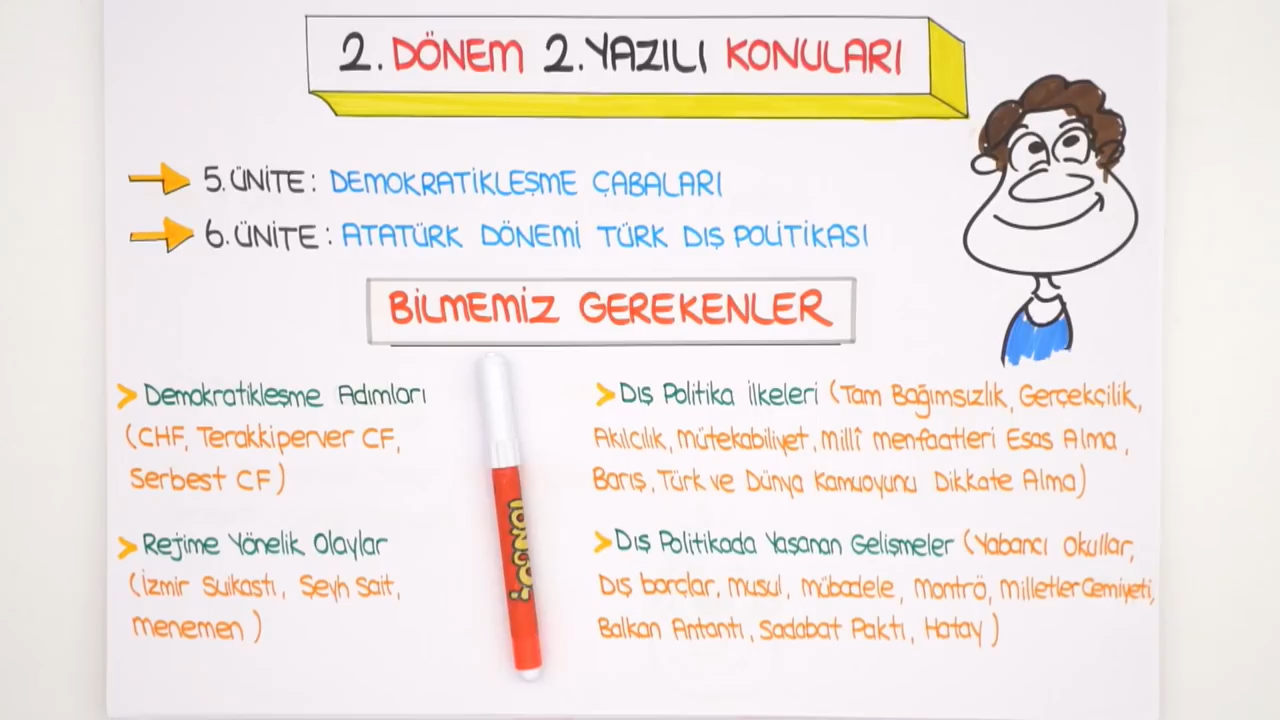 2. DÖNEM 2. YAZILI KONULARI
5. ÜNİTE: DEMOKRATİKLEŞME ÇABALARI
6. ÜNİTE: ATATÜRK DÖNEMİ TÜRK DIŞ POLİTİKASI
BİLMEMİZ GEREKENLER
> Demokratikleşme Adımları
(CHF, Terakkiperver CF,
Serbest CF)
> Rejime Yönelik Olaylar
(İzmir Suikastı, Şeyh Sait,
Menemen)
> Dış Politika İlkeleri (Tam Bağımsızlık, Gerçekçilik,
Akılcılık, Mütekabiliyet, Millî Menfaatleri Esas Alma,
Barış, Türk ve Dünya Kamuoyunu Dikkate Alma)
> Dış Politikada Yaşanan Gelişmeler (Yabancı Okullar,
Dış borçlar, Musul, Mübadele, Montrö, Milletler Cemiyeti,
Balkan Antantı, Sadabat Paktı, Hatay)